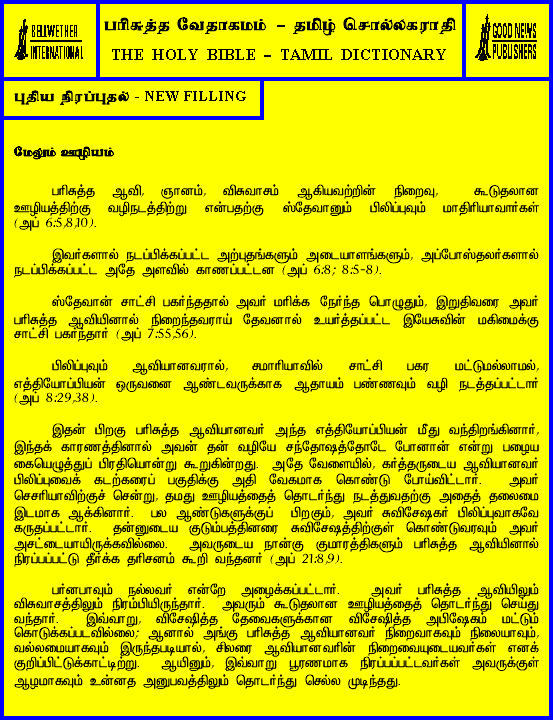 BELLWETHER
INTERNATIONAL
பரிசுத்த வேதாகமம் – தமிழ் சொல்லகராதி
THE HOLY BIBLE – TAMIL DICTIONARY
GOOD NEWS
PUBLISHERS
புதிய நிரப்புதல் - NEW FILLING
மேலும் ஊழியம்
பரிசுத்த ஆவி, ஞானம், விசுவாசம் ஆகியவற்றின் நிறைவு, கூடுதலான
ஊழியத்திற்கு வழிநடத்திற்று என்பதற்கு ஸ்தேவானும் பிலிப்புவும் மாதிரியாவார்கள்
(அப் 6:5,8,10).
இவர்களால் நடப்பிக்கப்பட்ட அற்புதங்களும் அடையாளங்களும், அப்போஸ்தலர்களால்
நடப்பிக்கப்பட்ட அதே அளவில் காணப்பட்டன (அப் 6:8; 8:5-8).
ஸ்தேவான் சாட்சி பகர்ந்ததால் அவர் மரிக்க நேர்ந்த பொழுதும், இறுதிவரை அவர்
பரிசுத்த ஆவியினால் நிறைந்தவராய் தேவனால் உயர்த்தப்பட்ட இயேசுவின் மகிமைக்கு
சாட்சி பகர்ந்தார் (அப் 7:55,56).
பிலிப்புவும் ஆவியானவரால், சமாரியாவில் சாட்சி பகர மட்டுமல்லாமல்,
எத்தியோப்பியன் ஒருவனை ஆண்டவருக்காக ஆதாயம் பண்ணவும் வழி நடத்தப்பட்டார்
(அப் 8:29,38).
இதன் பிறகு பரிசுத்த ஆவியானவர் அந்த எத்தியோப்பியன் மீது வந்திறங்கினார்,
இந்தக் காரணத்தினால் அவன் தன் வழியே சந்தோஷத்தோடே போனான் என்று பழைய
கையெழுத்துப் பிரதியொன்று கூறுகின்றது. அதே வேளையில், கர்த்தருடைய ஆவியானவர்
பிலிப்புவைக் கடற்கரைப் பகுதிக்கு அதி வேகமாக கொண்டு போய்விட்டார். அவர்
செசரியாவிற்குச் சென்று, தமது ஊழியத்தைத் தொடர்ந்து நடத்துவதற்கு அதைத் தலைமை
இடமாக ஆக்கினார். பல ஆண்டுகளுக்குப் பிறகும், அவர் சுவிசேஷகர் பிலிப்புவாகவே
கருதப்பட்டார். தன்னுடைய குடும்பத்தினரை சுவிசேஷத்திற்குள் கொண்டுவரவும் அவர்
அசட்டையாயிருக்கவில்லை. அவருடைய நான்கு குமாரத்திகளும் பரிசுத்த ஆவியினால்
நிரப்பப்பட்டு தீர்க்க தரிசனம் கூறி வந்தனர் (அப் 21:8,9).
பர்னபாவும் நல்லவர் என்றே அழைக்கப்பட்டார். அவர் பரிசுத்த ஆவியிலும்
விசுவாசத்திலும் நிரம்பியிருந்தார். அவரும் கூடுதலான ஊழியத்தைத் தொடர்ந்து செய்து
வந்தார். இவ்வாறு, விசேஷித்த தேவைகளுக்கான விசேஷித்த அபிஷேகம் மட்டும்
கொடுக்கப்படவில்லை; ஆனால் அங்கு பரிசுத்த ஆவியானவர் நிறைவாகவும் நிலையாவும்,
வல்லமையாகவும் இருந்தபடியால், சிலரை ஆவியானவரின் நிறைவையுடையவர்கள் எனக்
குறிப்பிட்டுக்காட்டிற்று. ஆயினும், இவ்வாறு பூரணமாக நிரப்பப்பட்டவர்கள் அவருக்குள்
ஆழமாகவும் உன்னத அனுபவத்திலும் தொடர்ந்து செல்ல முடிந்தது.